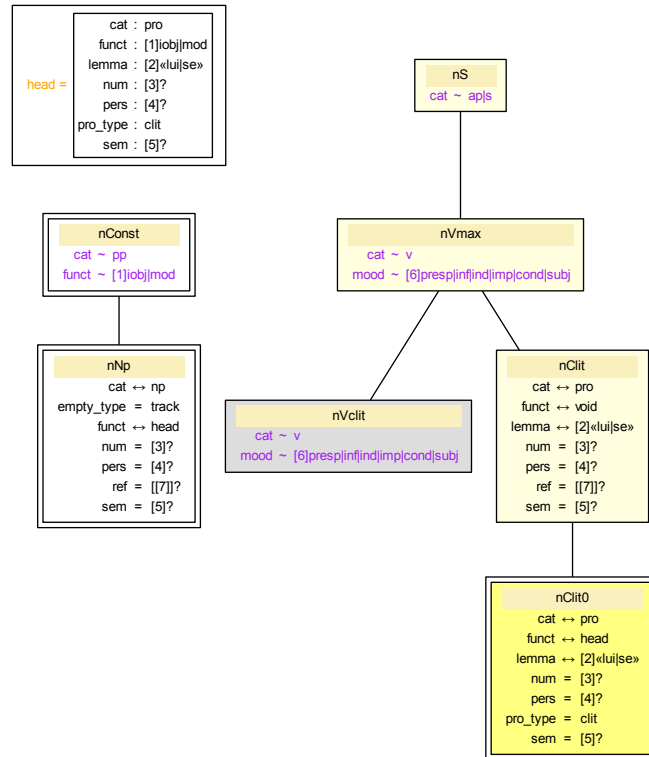 head =
cat : pro
funct : [1]iobj|mod
lemma : [2]«lui|se»
num : [3]?
pers : [4]?
pro_type : clit
sem : [5]?
nS
cat ~ ap|s
nConst
cat ~ pp
funct ~ [1]iobj|mod
nVmax
cat ~ v
mood ~ [6]presp|inf|ind|imp|cond|subj
nNp
cat ↔ np
empty_type = track
funct ↔ head
num = [3]?
pers = [4]?
ref = [[7]]?
sem = [5]?
nVclit
cat ~ v
mood ~ [6]presp|inf|ind|imp|cond|subj
nClit
cat ↔ pro
funct ↔ void
lemma ↔ [2]«lui|se»
num = [3]?
pers = [4]?
ref = [[7]]?
sem = [5]?
nClit0
cat ↔ pro
funct ↔ head
lemma ↔ [2]«lui|se»
num = [3]?
pers = [4]?
pro_type = clit
sem = [5]?